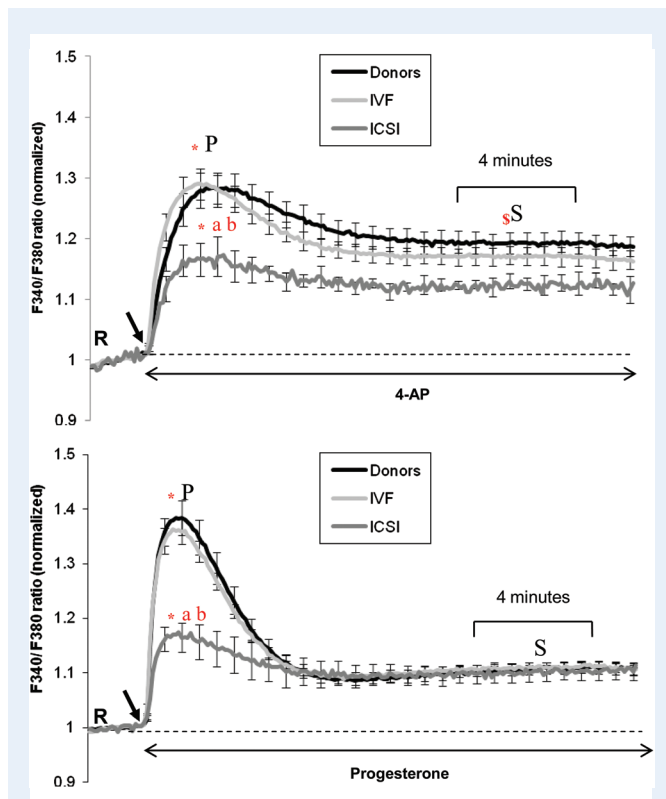 1.5
Donors
IVF
ICSI
1.4
* P
4 minutes
1.3
$S
* a b
1.2
1.1
R
1
0.9
F340/ F380 ratio (normalized)
4-AP
1.5
Donors
IVF
ICSI
* P
1.4
1.3
4 minutes
* a b
1.2
S
1.1
R
1
0.9
F340/ F380 ratio (normalized)
Progesterone